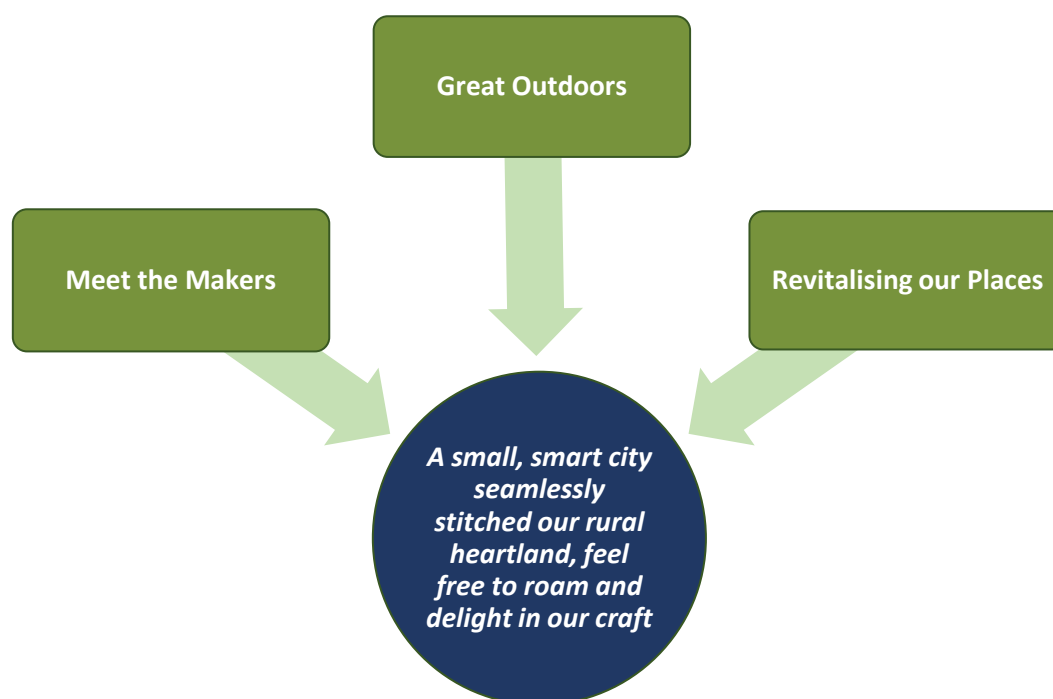 Great Outdoors
Meet the Makers
Revitalising our Places
A small, smart city
seamlessly
stitched our rural
heartland, feel
free to roam and
delight in our craft